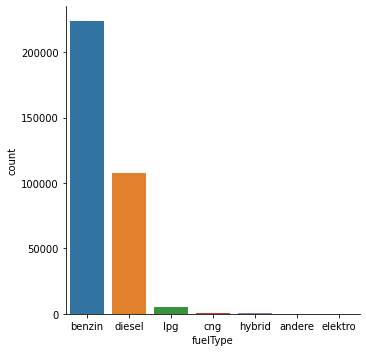 200000
150000
100000
50000
0
count
benzin diesel lpg cng hybrid andere elektro
fuelType